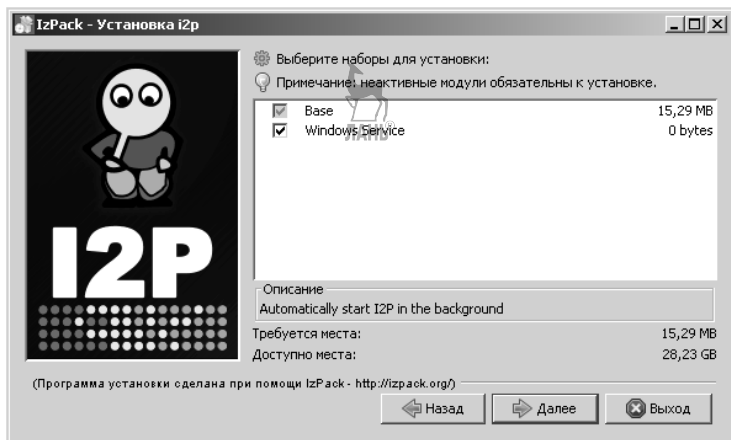 IzPack - Установка i2p
Выберите наборы для установки:
Примечание: неактивные модули обязательны к установке.
Base 15,29 MB
Windows Service 0 bytes
ЛАНЬ®
I2P
Описание
Automatically start I2P in the background
Требуется места: 15,29 MB
Доступно места: 28,23 GB
(Программа установки сделана при помощи IzPack - http://izpack.org/)
Назад Далее Выход